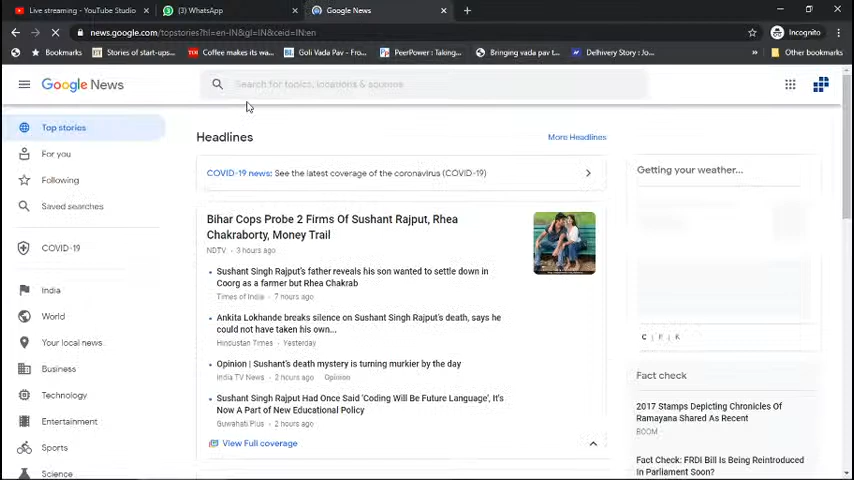 Live streaming - YouTube Studio
(3) WhatsApp
Google News
news.google.com/topstories?hl=en-IN&gl=IN&ceid=IN:en
Incognito
Bookmarks
Stories of start-ups...
Coffee makes its wa...
Goli Vada Pav - Fro...
PeerPower : Tracking...
Bringing vada pav t...
Delhivery Story : Jo...
Other bookmarks
Google News
Search for topics, locations & sources
Top stories
For you
Following
Saved searches
COVID-19
India
World
Your local news
Business
Technology
Entertainment
Sports
Science
Headlines
More Headlines
COVID-19 news: See the latest coverage of the coronavirus (COVID-19)
Bihar Cops Probe 2 Firms Of Sushant Rajput, Rhea
Chakraborty, Money Trail
NDTV · 3 hours ago
Sushant Singh Rajput's father reveals his son wanted to settle down in
Coorg as a farmer but Rhea Chakrab
Times of India · 7 hours ago
Ankita Lokhande breaks silence on Sushant Singh Rajput's death, says he
could not have taken his own...
Hindustan Times · Yesterday
Opinion | Sushant's death mystery is turning murkier by the day
India TV News · 2 hours ago Opinion
Sushant Singh Rajput Had Once Said 'Coding Will Be Future Language', It's
Now A Part of New Educational Policy
Guwahati Plus · 2 hours ago
View Full coverage
Getting your weather...
C | F | K
Fact check
2017 Stamps Depicting Chronicles Of
Ramayana Shared As Recent
BOOM
Fact Check: FRDI Bill Is Being Reintroduced
In Parliament Soon?